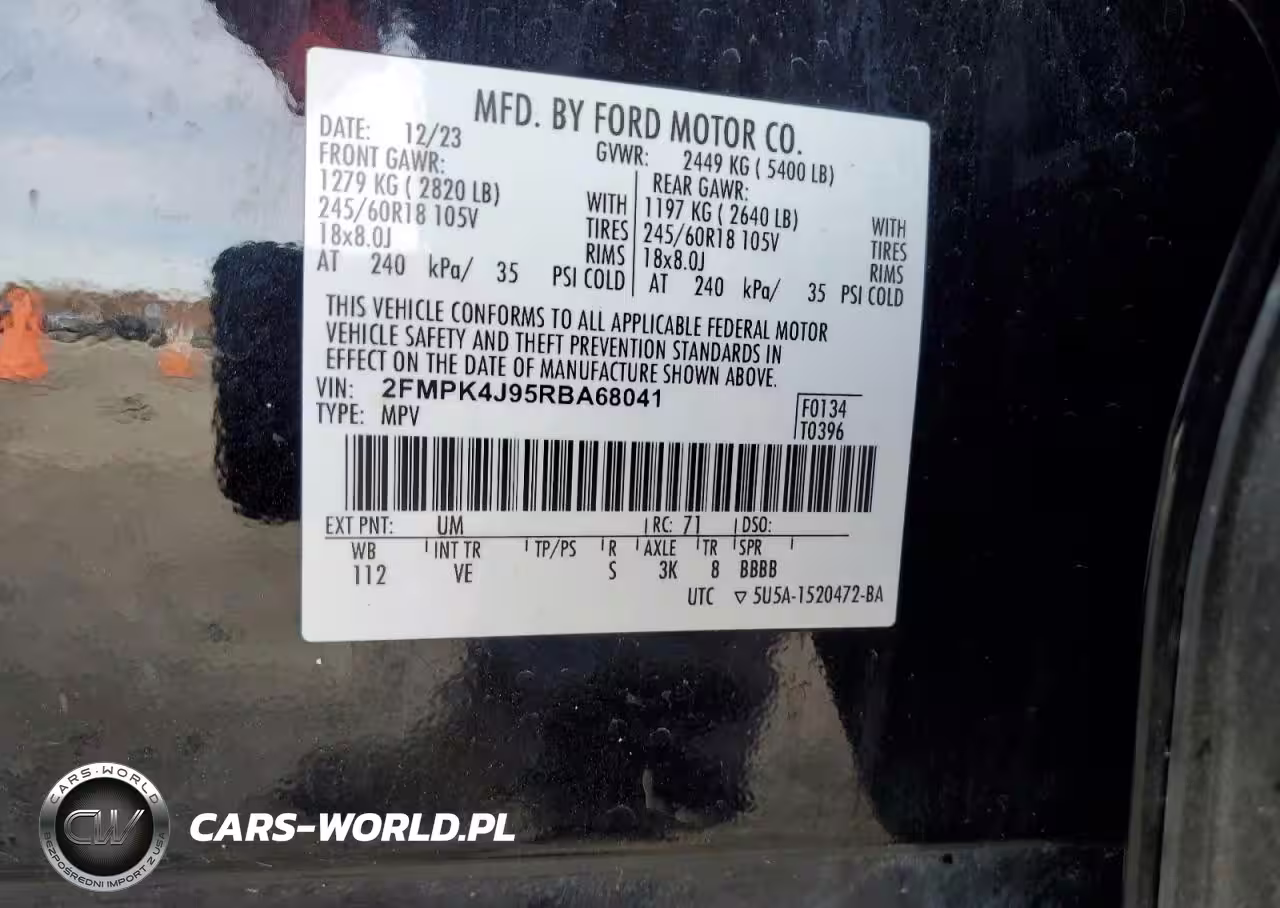 MFD. BY FORD MOTOR CO.
DATE: 12/23
GVWR: 2449 KG ( 5400 LB)
FRONT GAWR:
1279 KG ( 2820 LB)
245/60R18 105V
18x8.0J
WITH
TIRES
RIMS
AT 240 kPa/ 35 PSI COLD
REAR GAWR:
1197 KG ( 2640 LB)
245/60R18 105V
18x8.0J
WITH
TIRES
RIMS
AT 240 kPa/ 35 PSI COLD
THIS VEHICLE CONFORMS TO ALL APPLICABLE FEDERAL MOTOR
VEHICLE SAFETY AND THEFT PREVENTION STANDARDS IN
EFFECT ON THE DATE OF MANUFACTURE SHOWN ABOVE.
VIN: 2FMPK4J95RBA68041
TYPE: MPV
F0134
T0396
EXT PNT: UM RC: 71 DSO:
WB INT TR TP/PS R AXLE TR SPR
112 VE S 3K 8 BBBB
UTC ▽ 5U5A-1520472-BA
CARS-WORLD
CW
BEZPOŚREDNI IMPORT Z USA
CARS-WORLD.PL